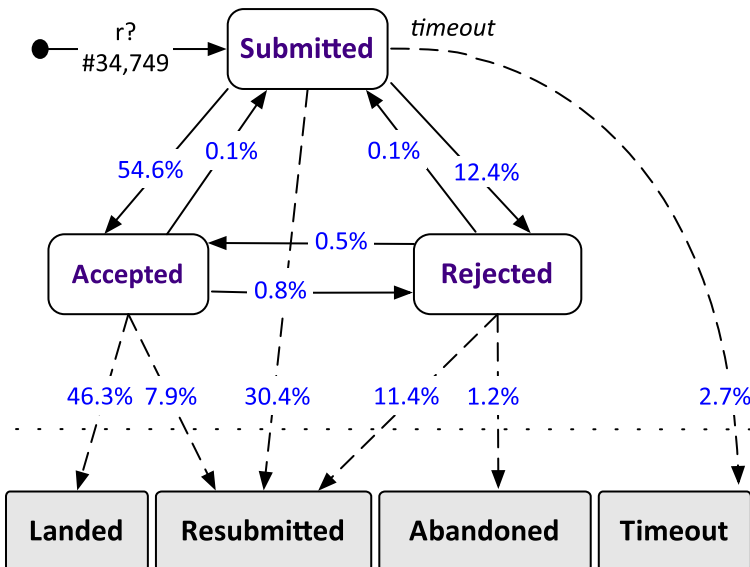 r?
#34,749
Submitted
timeout
54.6%
0.1%
0.1%
12.4%
0.5%
Accepted
0.8%
Rejected
46.3%
7.9%
30.4%
11.4%
1.2%
2.7%
Landed
Resubmitted
Abandoned
Timeout